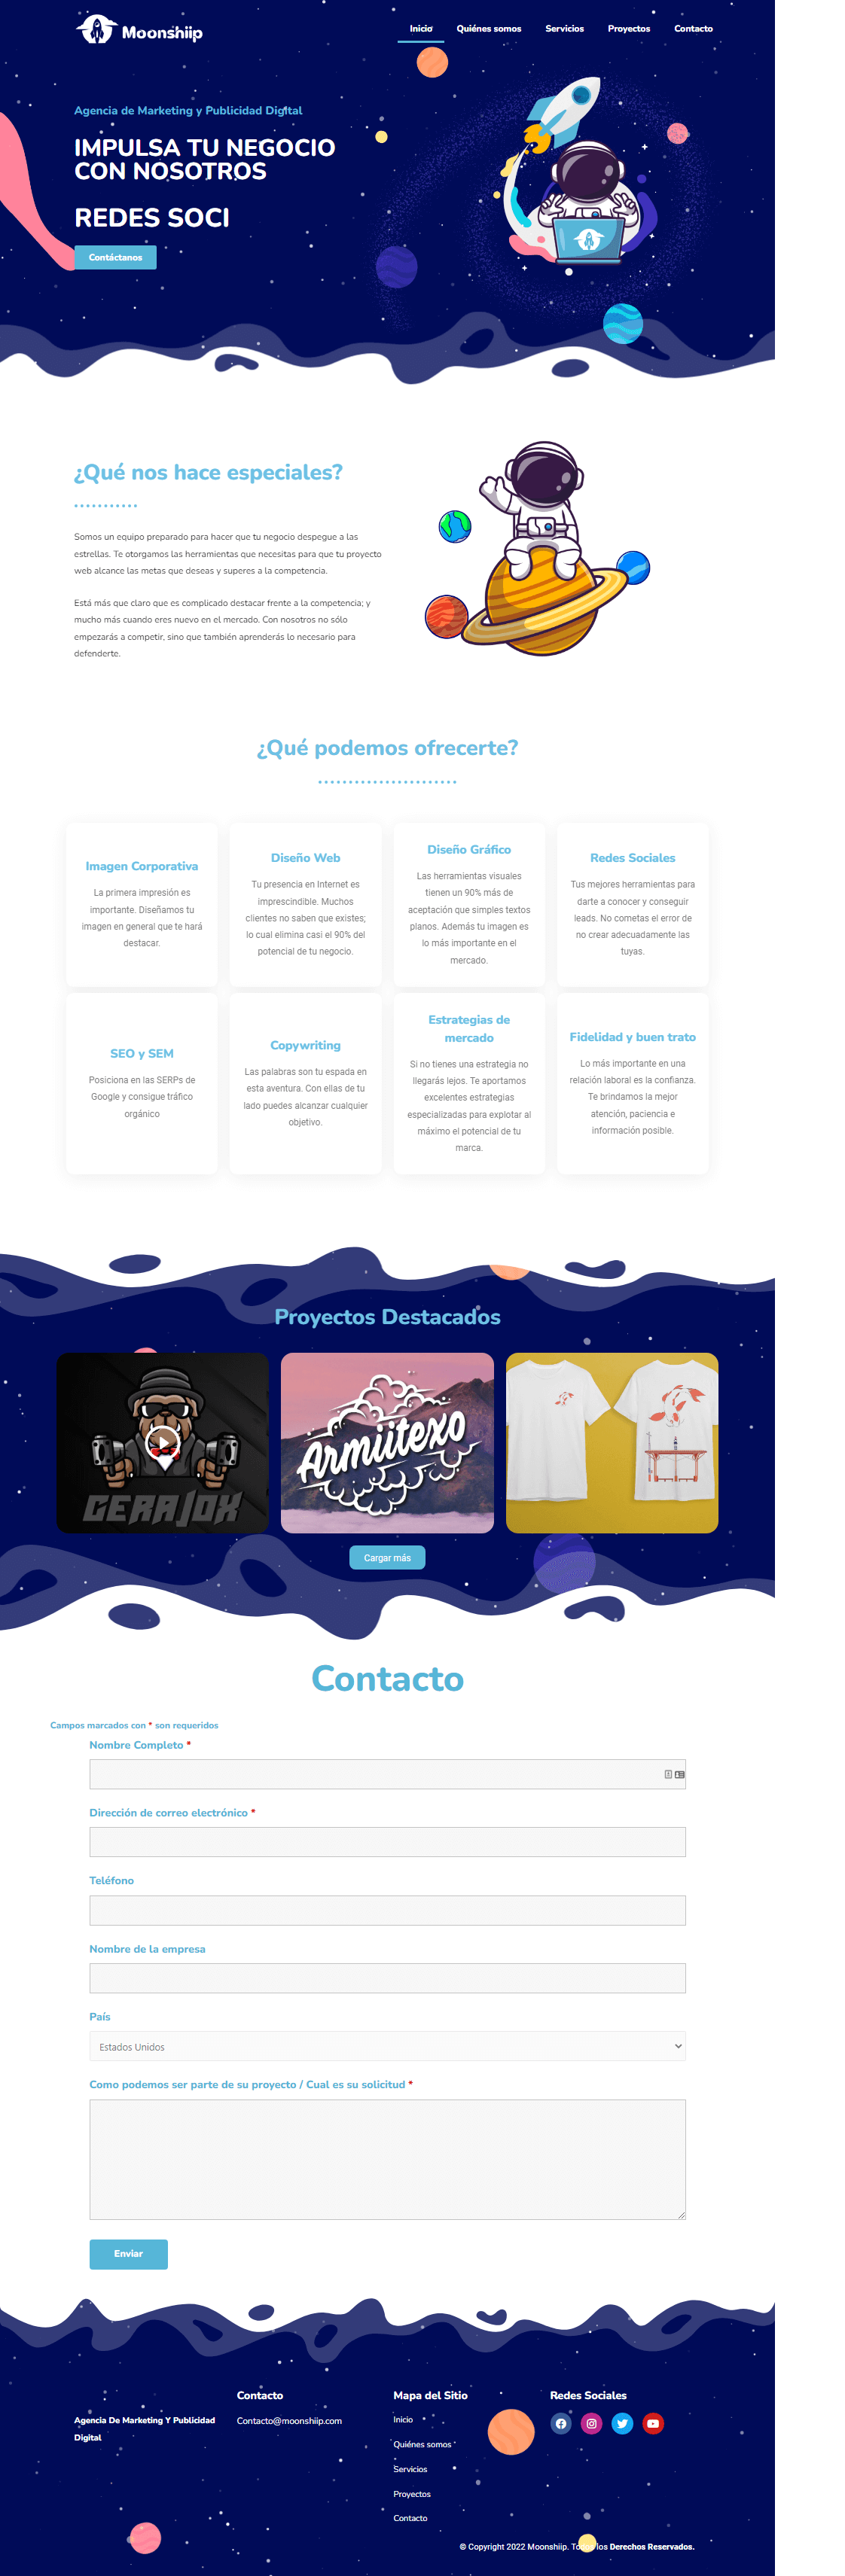 Moonshiip
Inicio
Quiénes somos
Servicios
Proyectos
Contacto
Agencia de Marketing y Publicidad Digital
IMPULSA TU NEGOCIO
CON NOSOTROS
REDES SOCI
Contáctanos
¿Qué nos hace especiales?
Somos un equipo preparado para hacer que tu negocio despegue a las
estrellas. Te otorgamos las herramientas que necesitas para que tu proyecto
web alcance las metas que deseas y superes a la competencia.
Está más que claro que es complicado destacar frente a la competencia; y
mucho más cuando eres nuevo en el mercado. Con nosotros no sólo
empezarás a competir, sino que también aprenderás lo necesario para
defenderte.
¿Qué podemos ofrecerte?
Imagen Corporativa
La primera impresión es
importante. Diseñamos tu
imagen en general que te hará
destacar.
Diseño Web
Tu presencia en Internet es
imprescindible. Muchos
clientes no saben que existes;
lo cual elimina casi el 90% del
potencial de tu negocio.
Diseño Gráfico
Las herramientas visuales
tienen un 90% más de
aceptación que simples textos
planos. Además tu imagen es
lo más importante en el
mercado.
Redes Sociales
Tus mejores herramientas para
darte a conocer y conseguir
leads. No cometas el error de
no crear adecuadamente las
tuyas.
SEO y SEM
Posiciona en las SERPs de
Google y consigue tráfico
orgánico
Copywriting
Las palabras son tu espada en
esta aventura. Con ellas de tu
lado puedes alcanzar cualquier
objetivo.
Estrategias de
mercado
Si no tienes una estrategia no
llegarás lejos. Te aportamos
excelentes estrategias
especializadas para explotar al
máximo el potencial de tu
marca.
Fidelidad y buen trato
Lo más importante en una
relación laboral es la confianza.
Te brindamos la mejor
atención, paciencia e
información posible.
Proyectos Destacados
GERAJOX
Armiitexo
Cargar más
Contacto
Campos marcados con * son requeridos
Nombre Completo *
Dirección de correo electrónico *
Teléfono
Nombre de la empresa
País
Estados Unidos
Como podemos ser parte de su proyecto / Cual es su solicitud *
Enviar
Agencia De Marketing Y Publicidad
Digital
Contacto
Contacto@moonshiip.com
Mapa del Sitio
Inicio
Quiénes somos
Servicios
Proyectos
Contacto
Redes Sociales
© Copyright 2022 Moonshiip. Todos los Derechos Reservados.